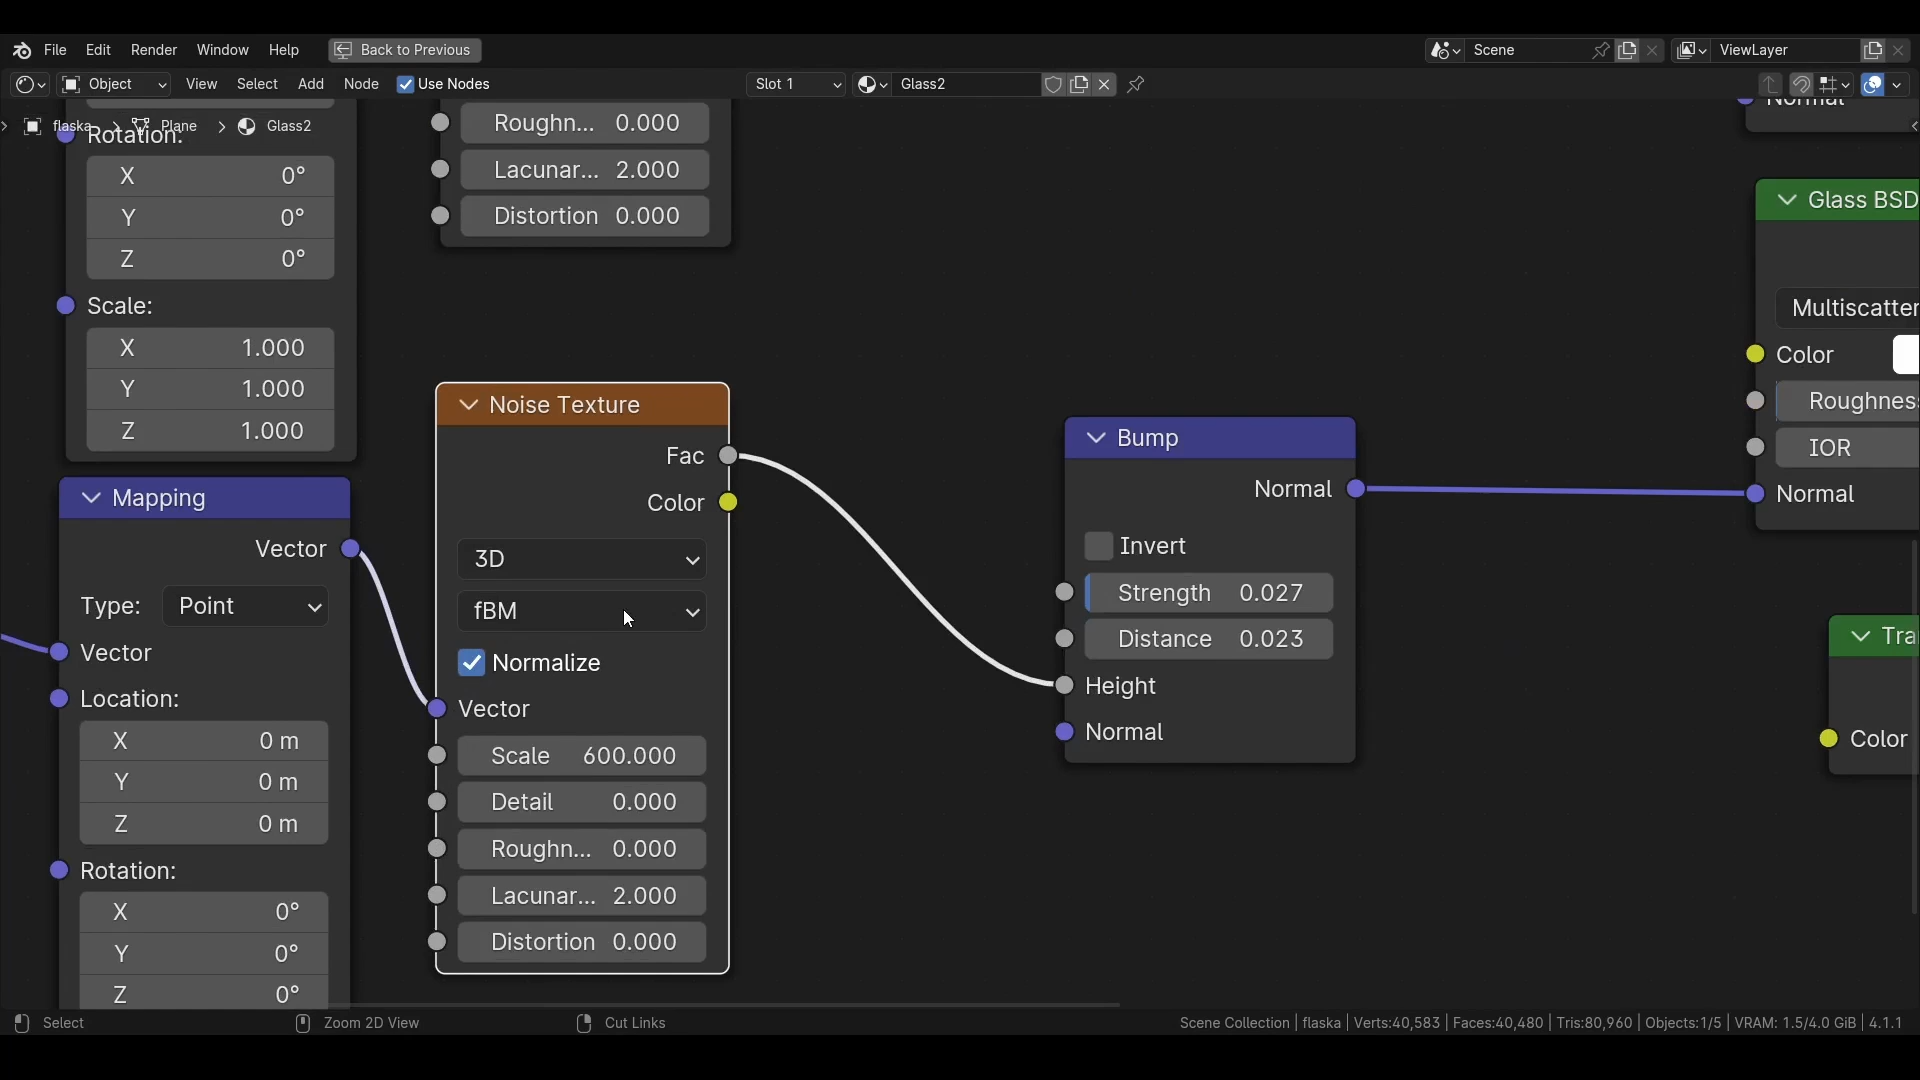 File Edit Render Window Help Back to Previous Scene ViewLayer
Object View Select Add Node Use Nodes Slot 1 Glass2
flaska > Plane > Glass2
Rotation:
X 0°
Y 0°
Z 0°
Scale:
X 1.000
Y 1.000
Z 1.000
Roughn... 0.000
Lacunar... 2.000
Distortion 0.000
Mapping
Vector
Type: Point
Vector
Location:
X 0 m
Y 0 m
Z 0 m
Rotation:
X 0°
Y 0°
Z 0°
Noise Texture
Fac
Color
3D
fBM
Normalize
Vector
Scale 600.000
Detail 0.000
Roughn... 0.000
Lacunar... 2.000
Distortion 0.000
Bump
Normal
Invert
Strength 0.027
Distance 0.023
Height
Normal
Normal
Glass BSD
Multiscatter
Color
Roughness
IOR
Normal
Tra
Color
Select Zoom 2D View Cut Links Scene Collection | flaska | Verts:40,583 | Faces:40,480 | Tris:80,960 | Objects:1/5 | VRAM: 1.5/4.0 GiB | 4.1.1